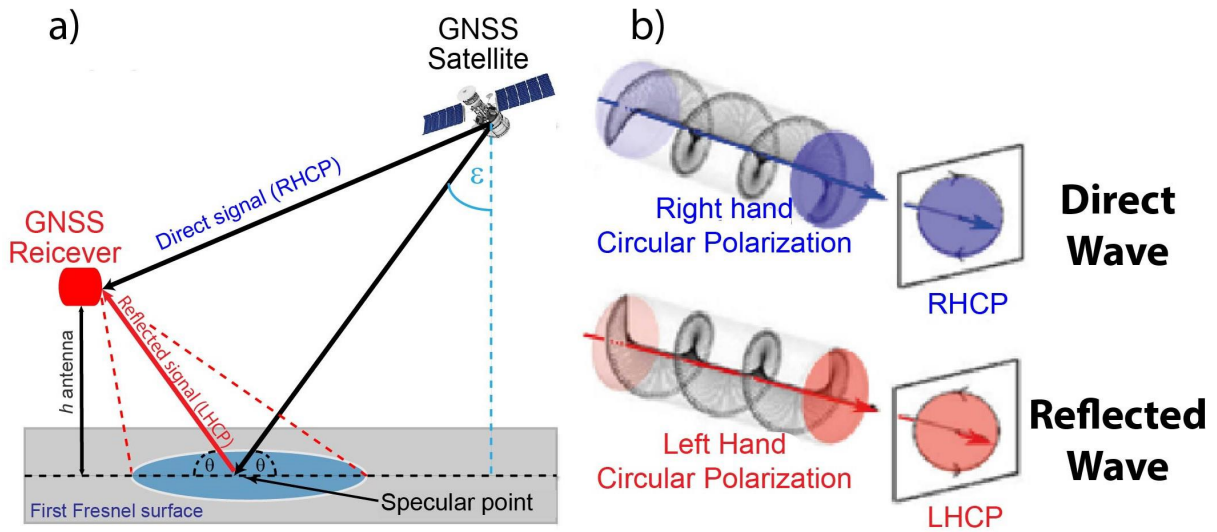 a)
GNSS
Satellite
ε
Direct signal (RHCP)
GNSS
Reicever
Reflected signal (LHCP)
h antenna
θ θ
Specular point
First Fresnel surface
b)
Right hand
Circular Polarization
RHCP
Direct
Wave
Left Hand
Circular Polarization
LHCP
Reflected
Wave